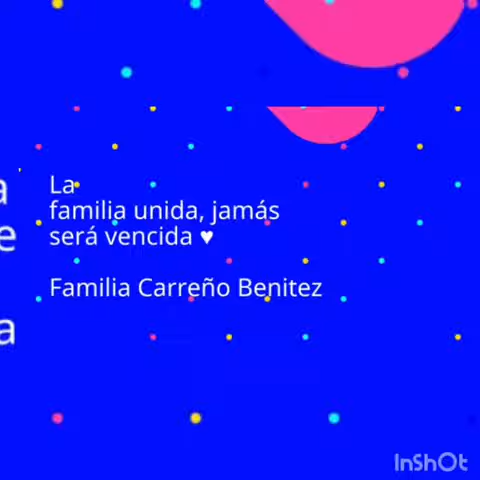 La
familia unida, jamás
será vencida ♥
Familia Carreño Benitez
a
e
a
InShOt